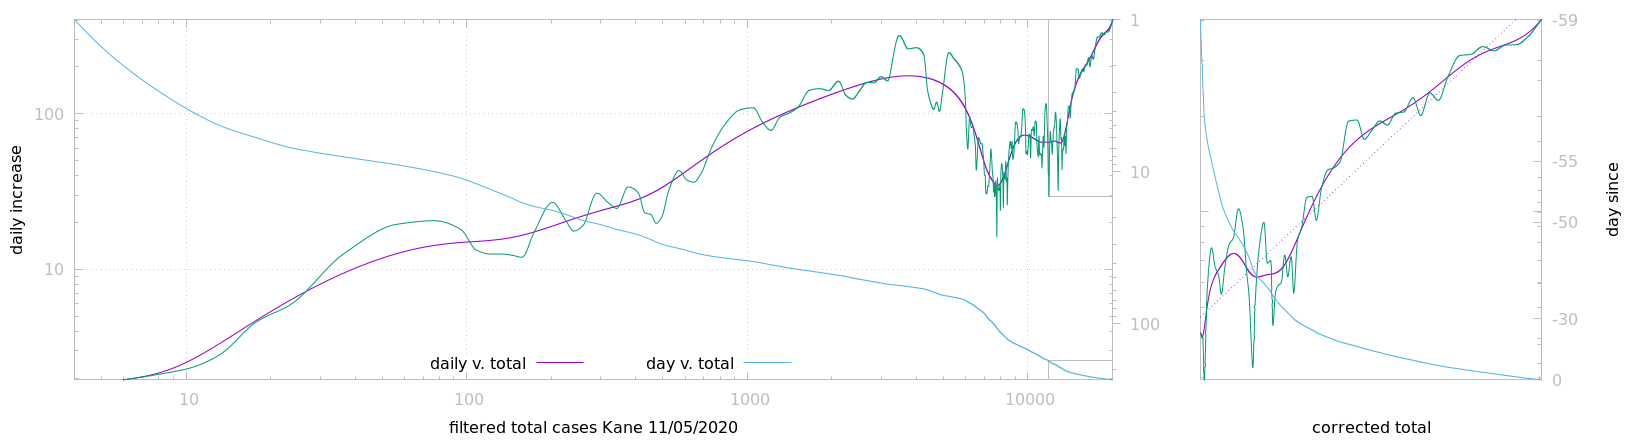 daily increase
100
10
10
100
1000
10000
1
10
100
daily v. total
day v. total
filtered total cases Kane 11/05/2020
-59
-55
-50
-30
0
day since
corrected total